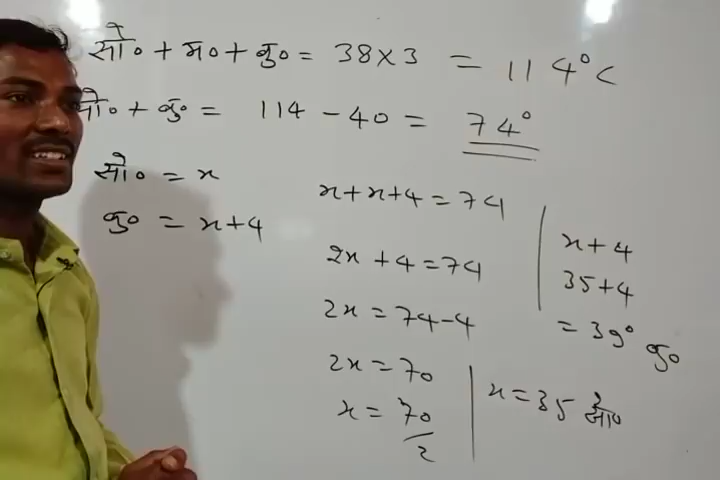 सो० + म० + बु० = 38×3 = 114°C
सो० + बु० = 114 - 40 = 74°
सो० = x
बु० = x+4
x+x+4=74
2x+4=74
2x=74-4
2x=70
x=70/2
x+4
35+4
=39° बु०
x=35 सो०